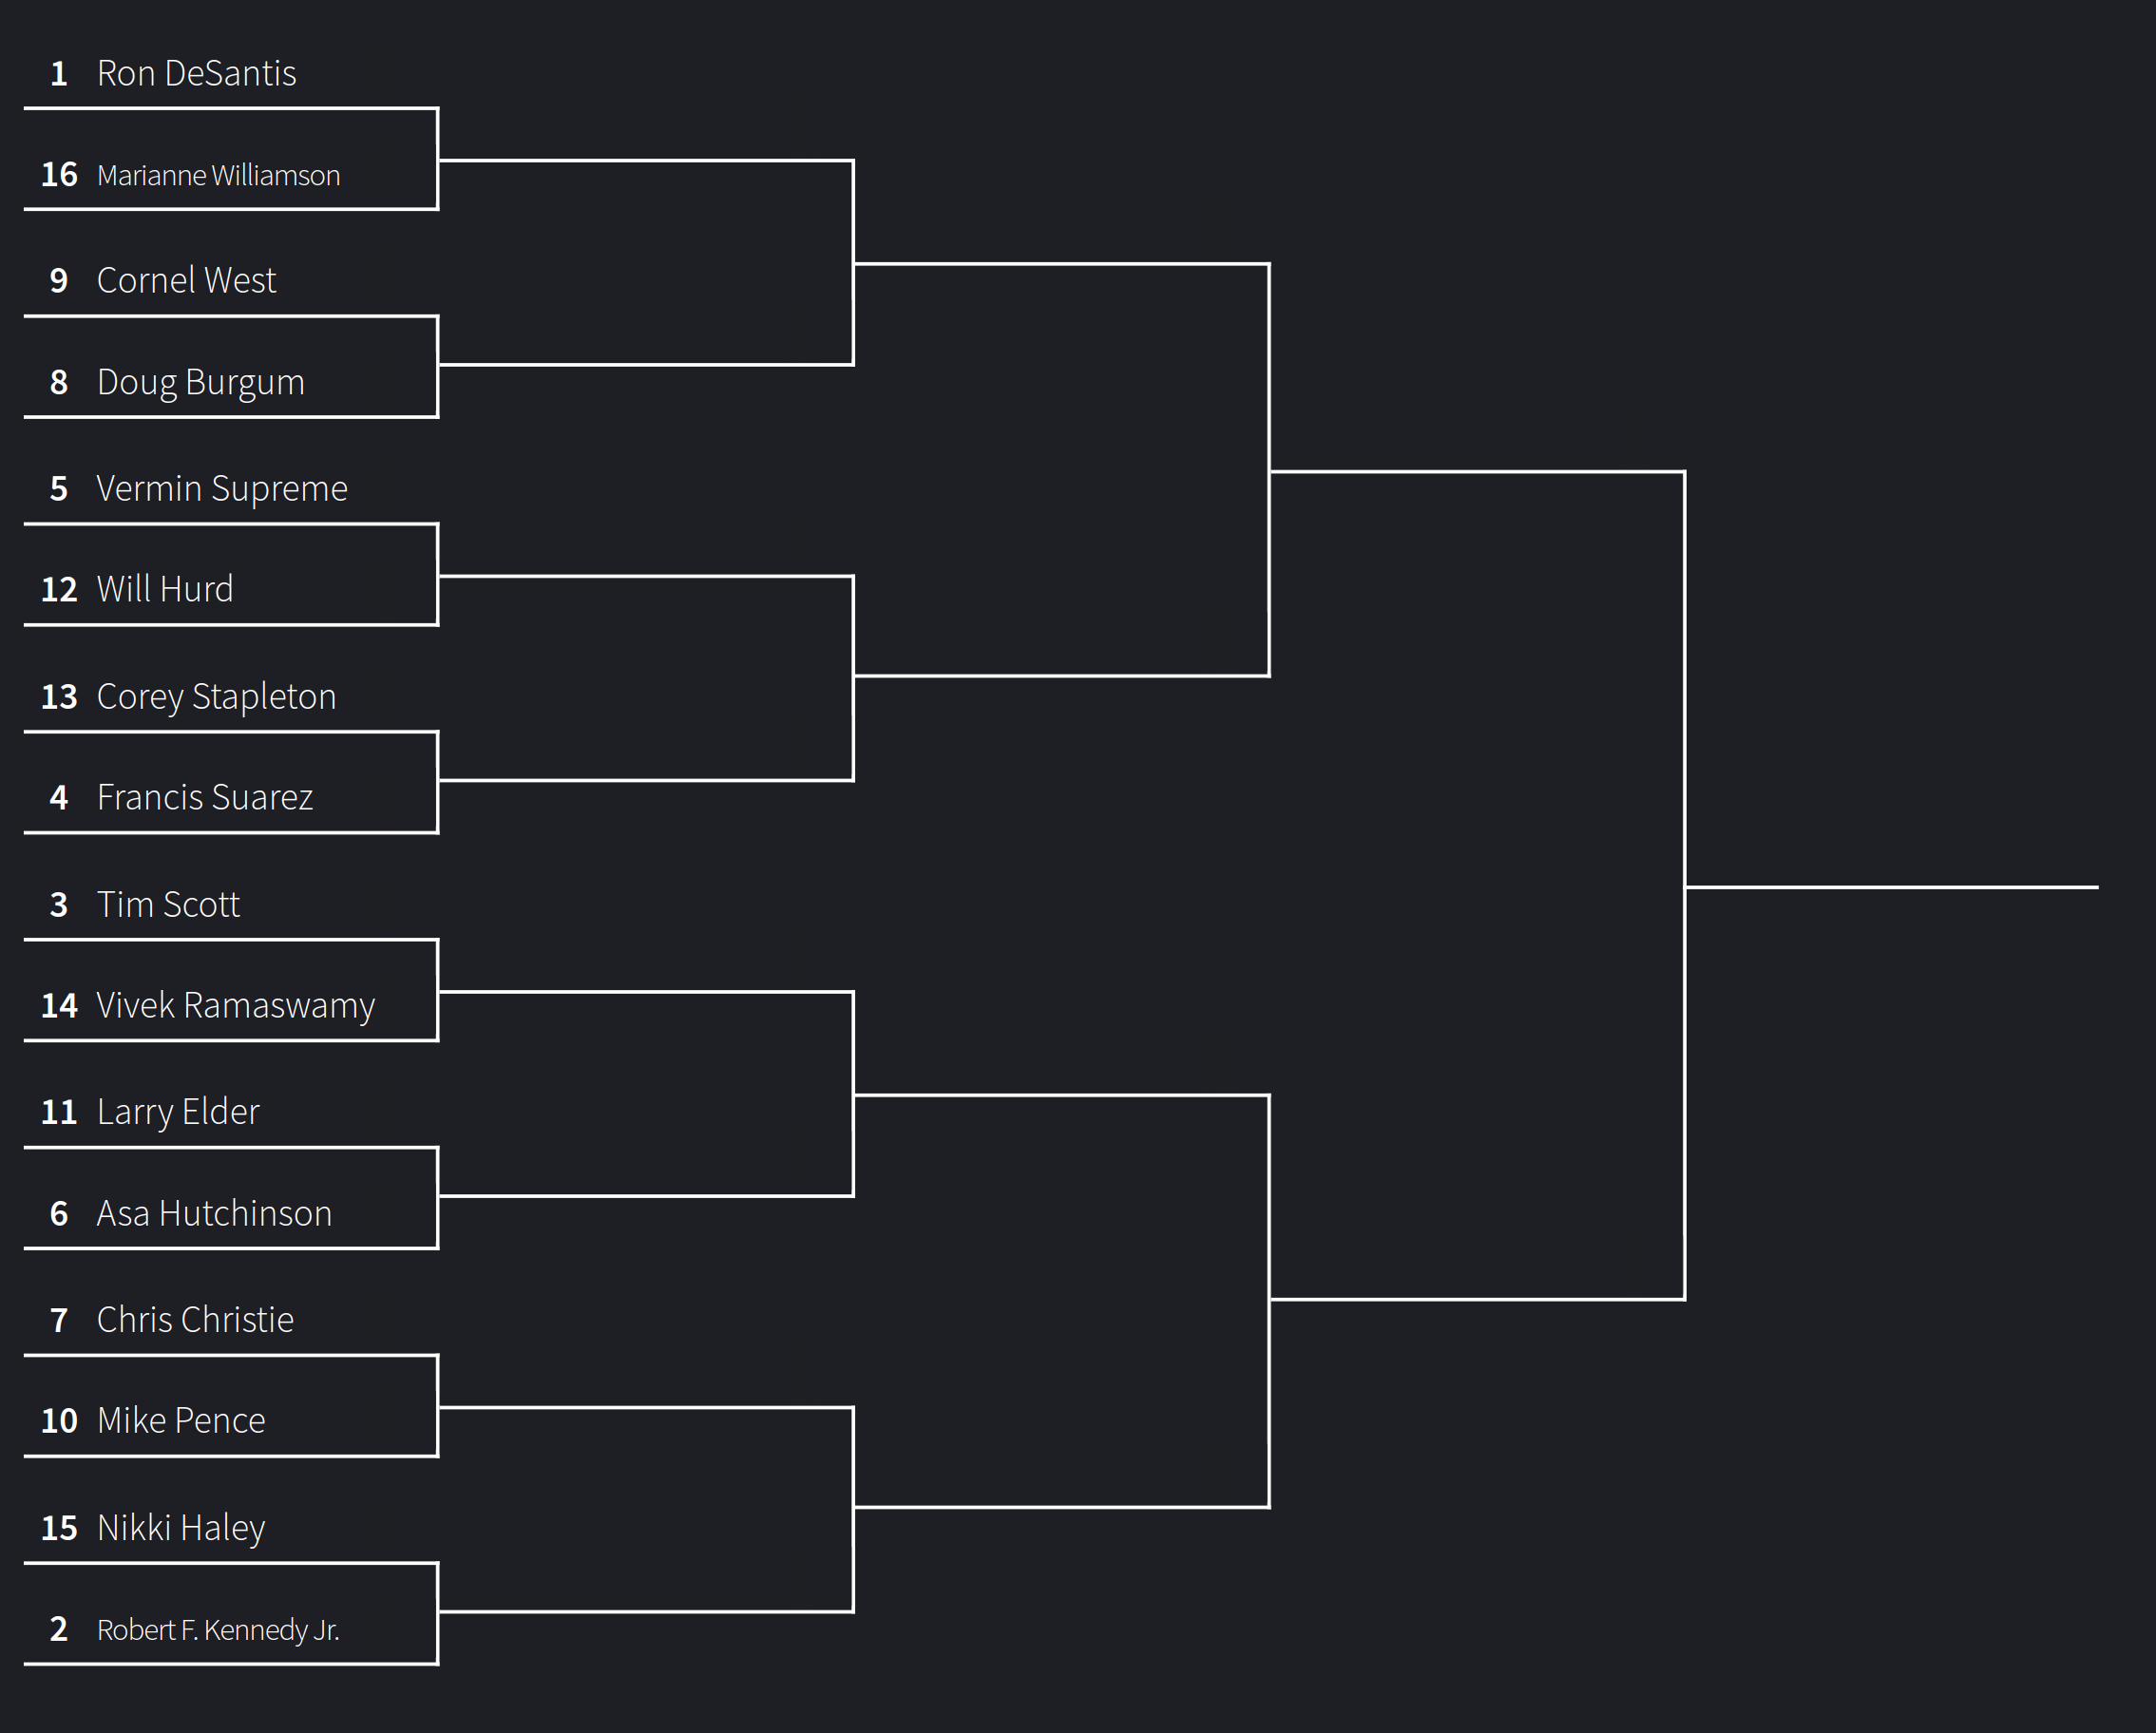 1 Ron DeSantis
16 Marianne Williamson
9 Cornel West
8 Doug Burgum
5 Vermin Supreme
12 Will Hurd
13 Corey Stapleton
4 Francis Suarez
3 Tim Scott
14 Vivek Ramaswamy
11 Larry Elder
6 Asa Hutchinson
7 Chris Christie
10 Mike Pence
15 Nikki Haley
2 Robert F. Kennedy Jr.